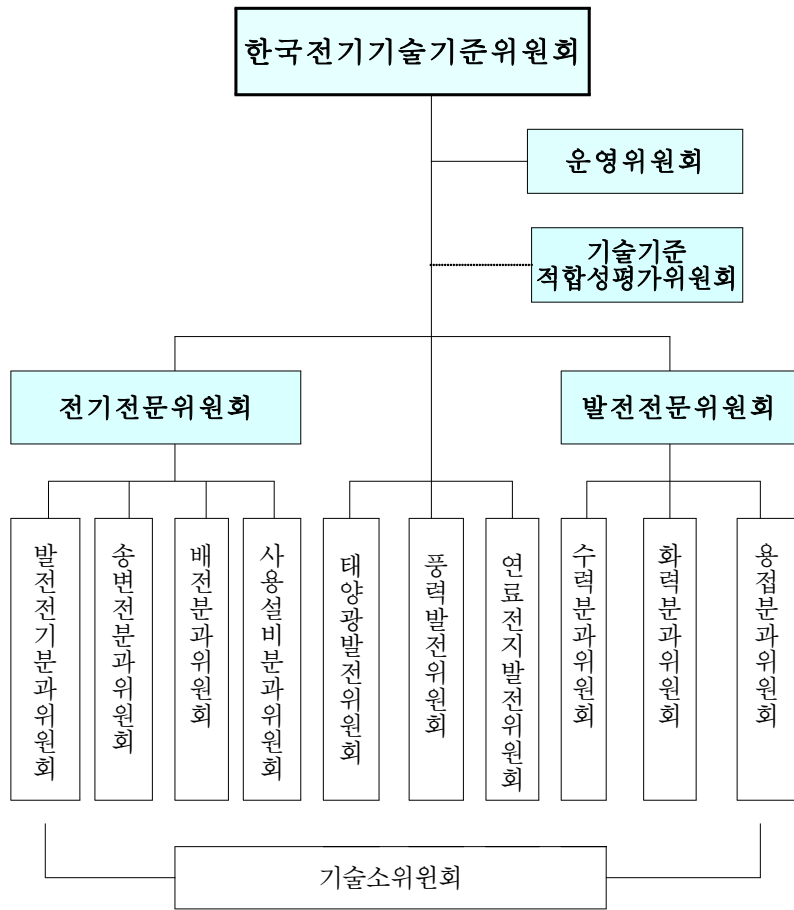 한국전기기술기준위원회
운영위원회
기술기준
적합성평가위원회
전기전문위원회
발전전문위원회
발전전기분과위원회
송변전분과위원회
배전분과위원회
사용설비분과위원회
태양광발전위원회
풍력발전위원회
연료전지발전위원회
수력분과위원회
화력분과위원회
용접분과위원회
기술소위원회